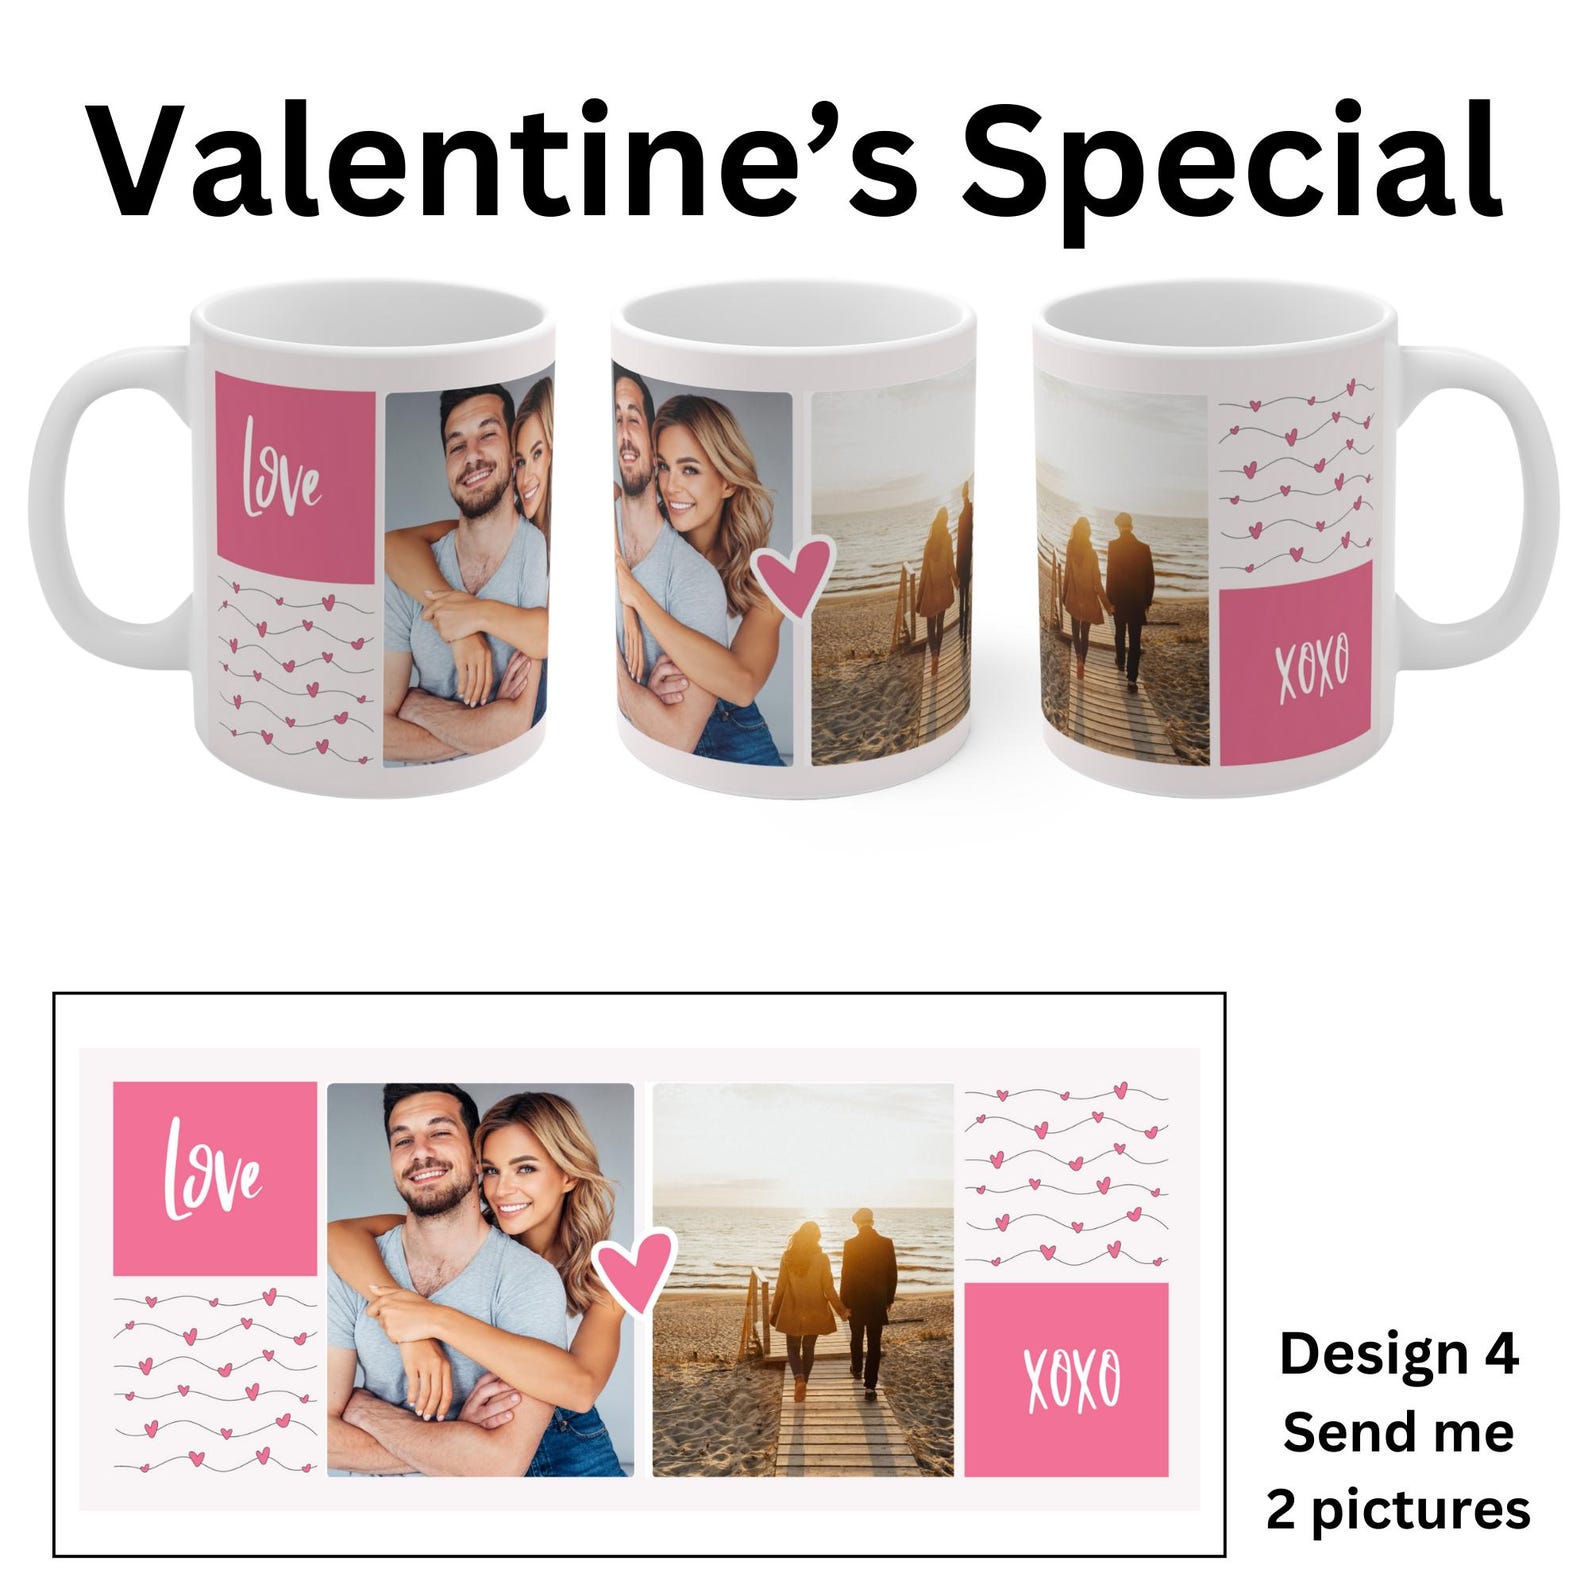 Valentine’s Special
Love
XOXO
Love
XOXO
Design 4
Send me
2 pictures